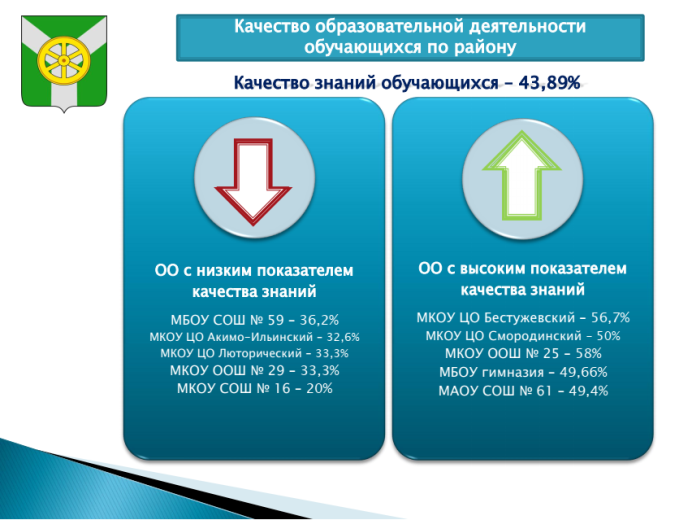 Качество образовательной деятельности
обучающихся по району
Качество знаний обучающихся – 43,89%
ОО с низким показателем
качества знаний
МБОУ СОШ № 59 – 36,2%
МКОУ ЦО Акимо-Ильинский – 32,6%
МКОУ ЦО Люторический – 33,3%
МКОУ ООШ № 29 – 33,3%
МКОУ СОШ № 16 – 20%
ОО с высоким показателем
качества знаний
МКОУ ЦО Бестужевский – 56,7%
МКОУ ЦО Смородинский – 50%
МКОУ ООШ № 25 – 58%
МБОУ гимназия – 49,66%
МАОУ СОШ № 61 – 49,4%